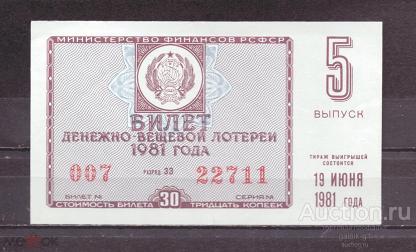 МИНИСТЕРСТВО ФИНАНСОВ РСФСР
БИЛЕТ
ДЕНЕЖНО-ВЕЩЕВОЙ ЛОТЕРЕИ
1981 ГОДА
007 РАЗРЯД 33 22711
БИЛЕТ № СЕРИЯ №
СТОИМОСТЬ БИЛЕТА 30 ТРИДЦАТЬ КОПЕЕК
5
ВЫПУСК
ТИРАЖ ВЫИГРЫШЕЙ
СОСТОИТСЯ
19 ИЮНЯ
1981 ГОДА
Auction.ru